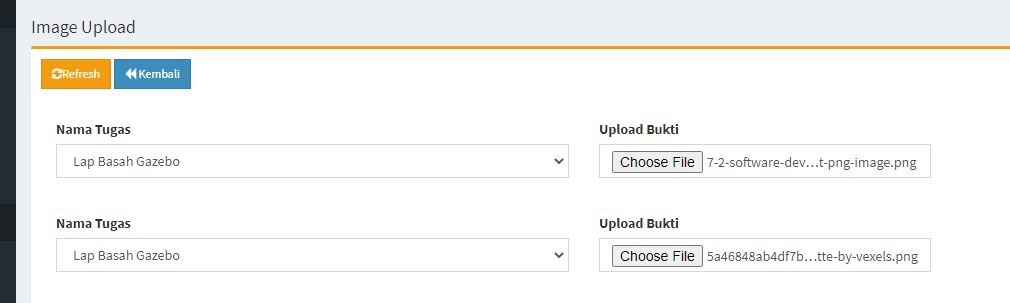 Image Upload
Refresh Kembali
Nama Tugas Upload Bukti
Lap Basah Gazebo Choose File 7-2-software-dev...t-png-image.png
Nama Tugas Upload Bukti
Lap Basah Gazebo Choose File 5a46848ab4df7b...tte-by-vexels.png